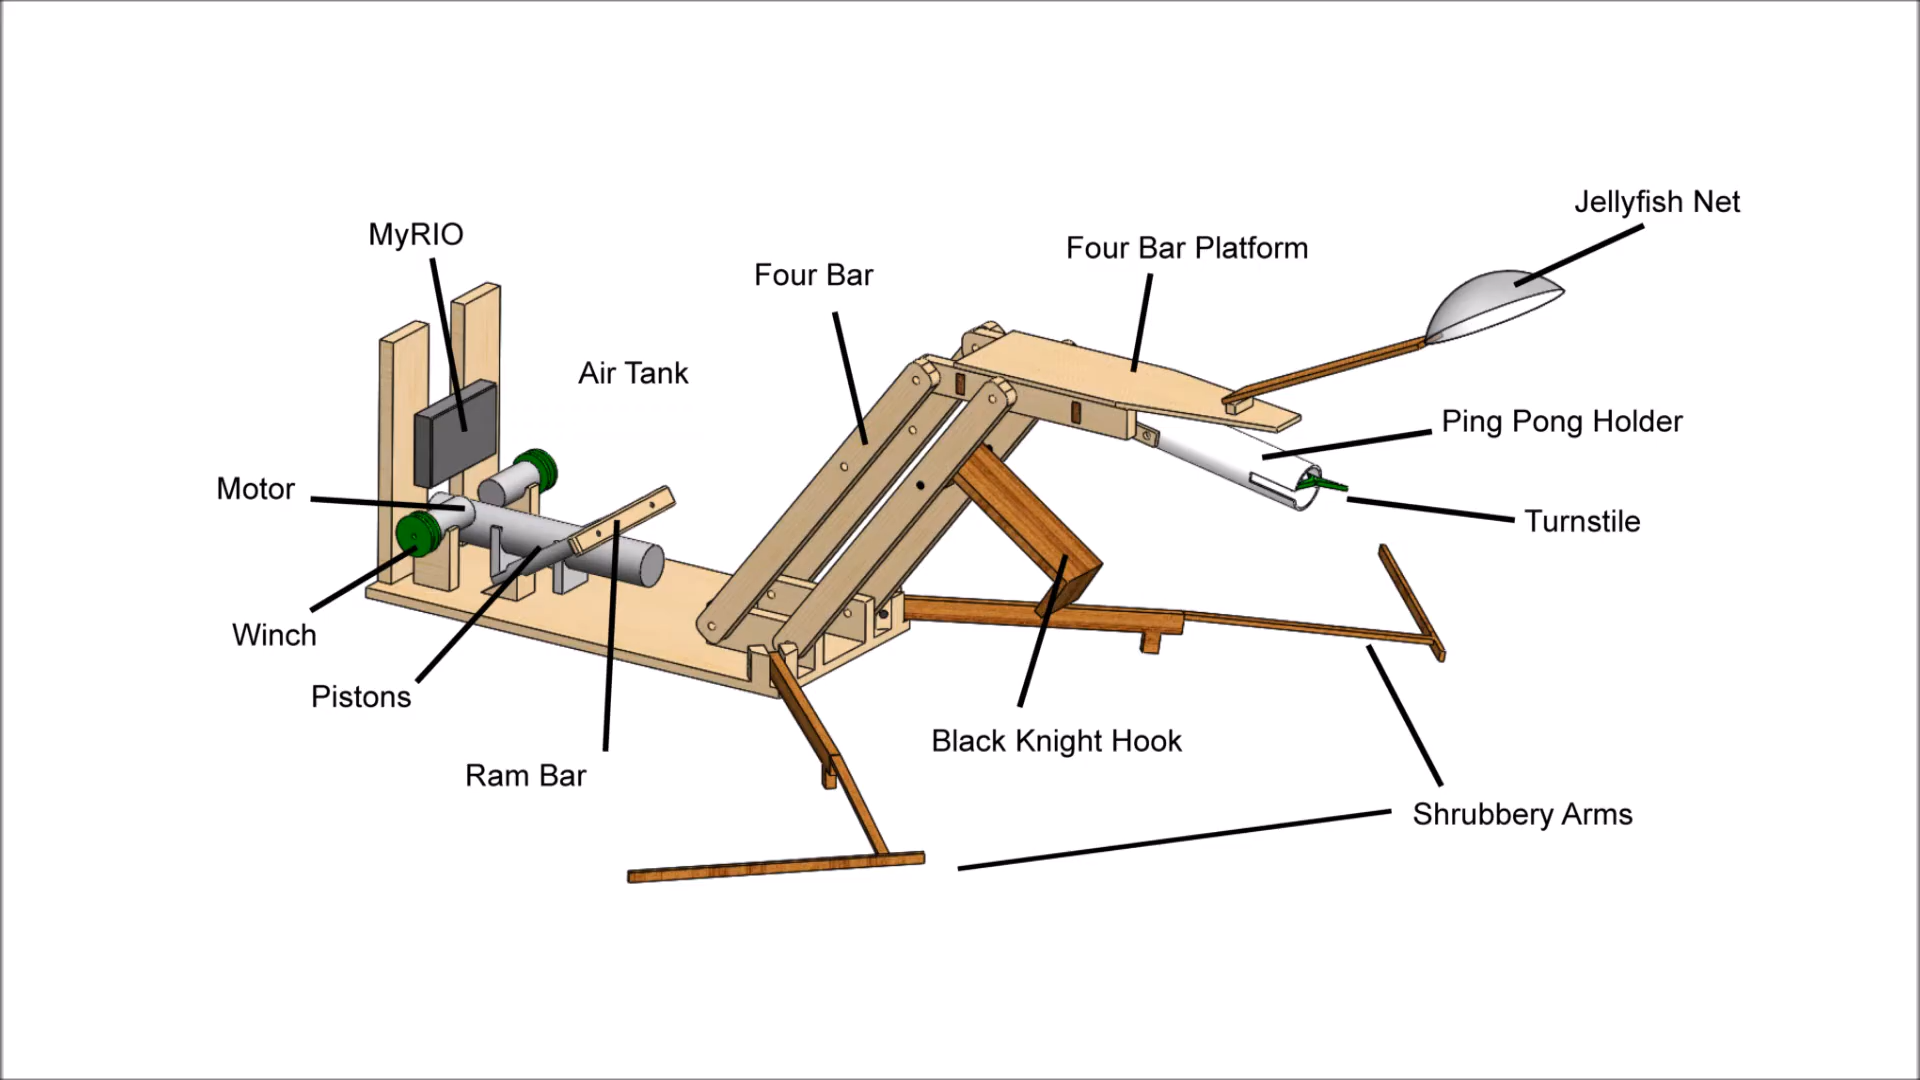 Jellyfish Net
MyRIO
Four Bar Platform
Four Bar
Air Tank
Ping Pong Holder
Motor
Turnstile
Winch
Pistons
Black Knight Hook
Ram Bar
Shrubbery Arms